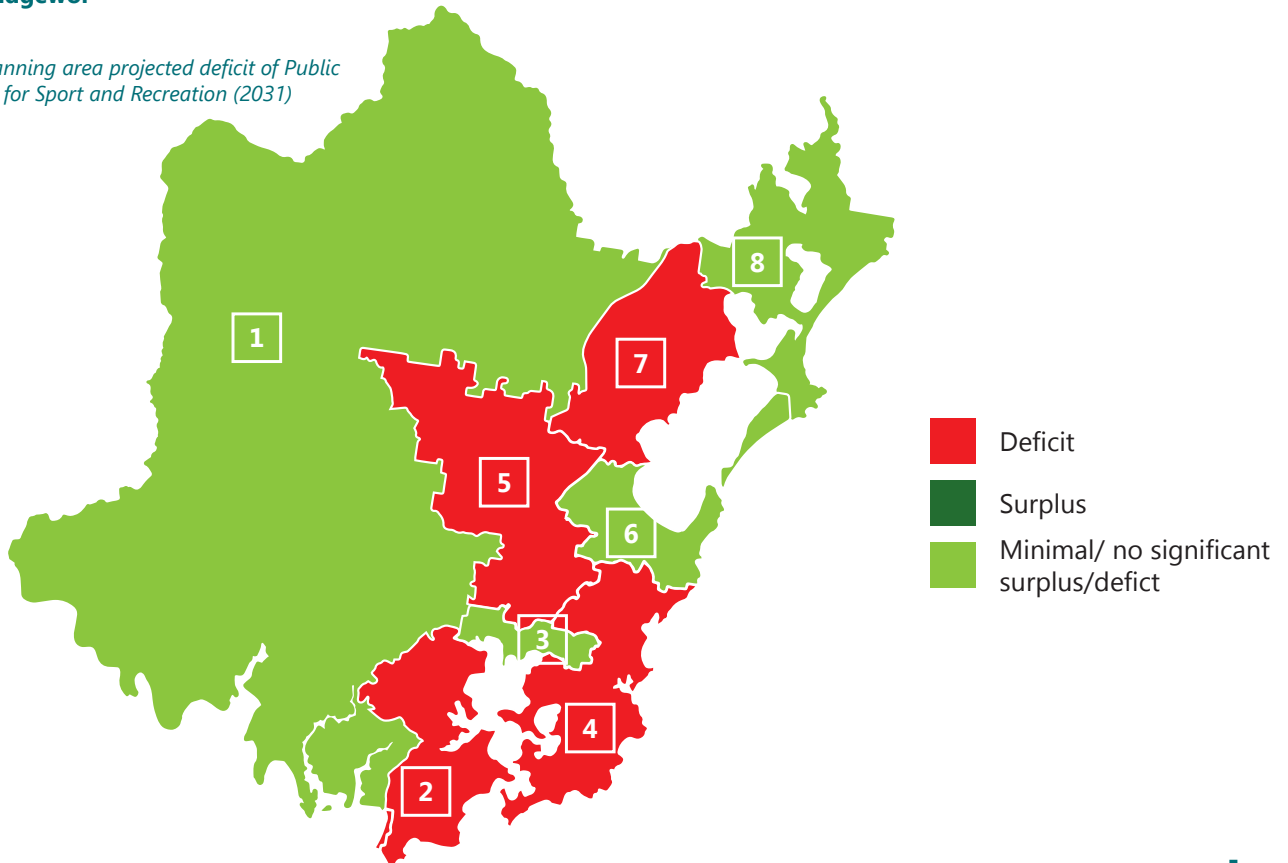 anning area projected deficit of Public
for Sport and Recreation (2031)
8
1
7
5
6
3
4
2
Deficit
Surplus
Minimal/ no significant
surplus/defict